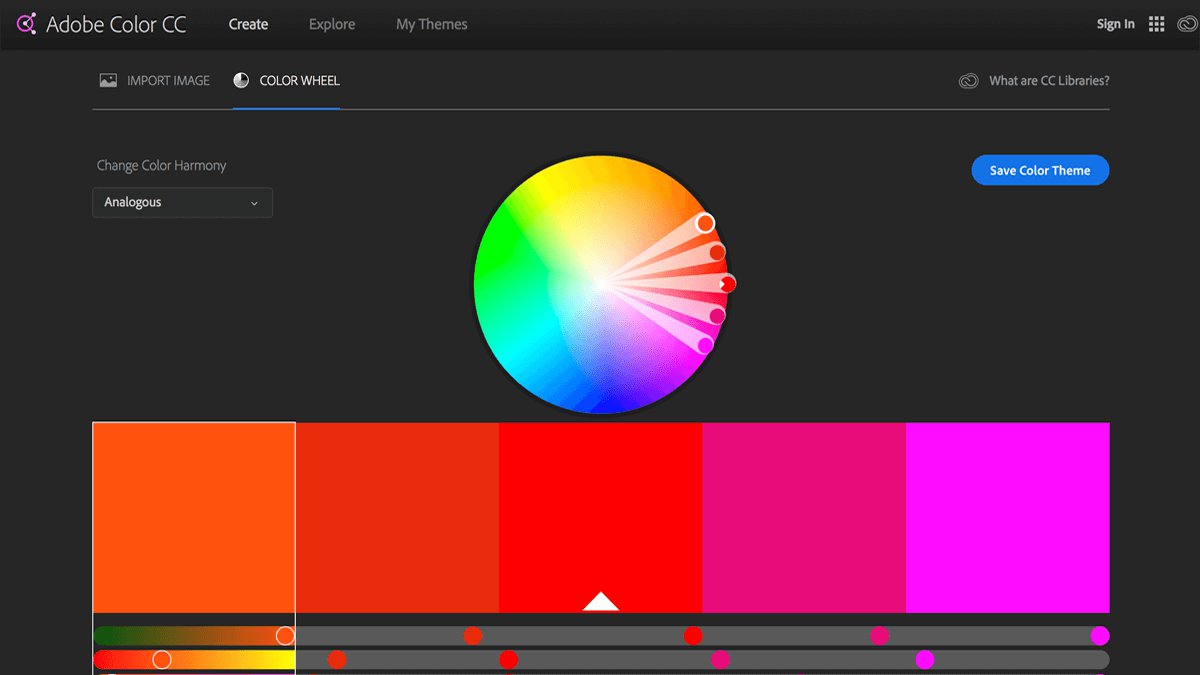 Adobe Color CC Create Explore My Themes Sign In
IMPORT IMAGE COLOR WHEEL What are CC Libraries?
Change Color Harmony
Save Color Theme
Analogous